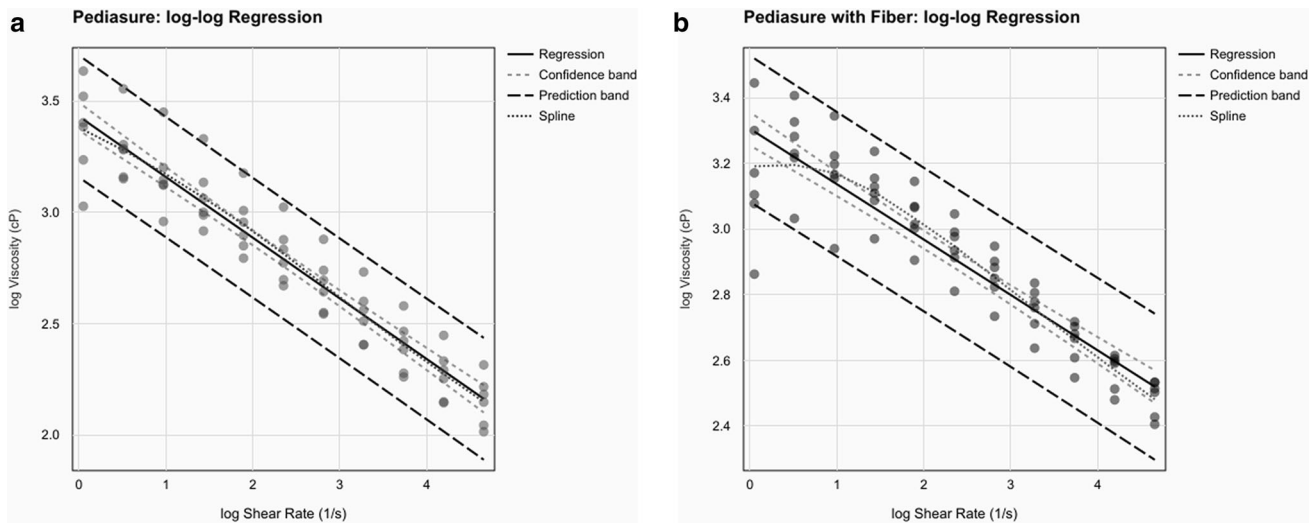 a
Pediasure: log-log Regression
Regression
Confidence band
Prediction band
Spline
3.5
3.0
2.5
2.0
log Viscosity (cP)
0 1 2 3 4
log Shear Rate (1/s)
b
Pediasure with Fiber: log-log Regression
Regression
Confidence band
Prediction band
Spline
3.4
3.2
3.0
2.8
2.6
2.4
log Viscosity (cP)
0 1 2 3 4
log Shear Rate (1/s)